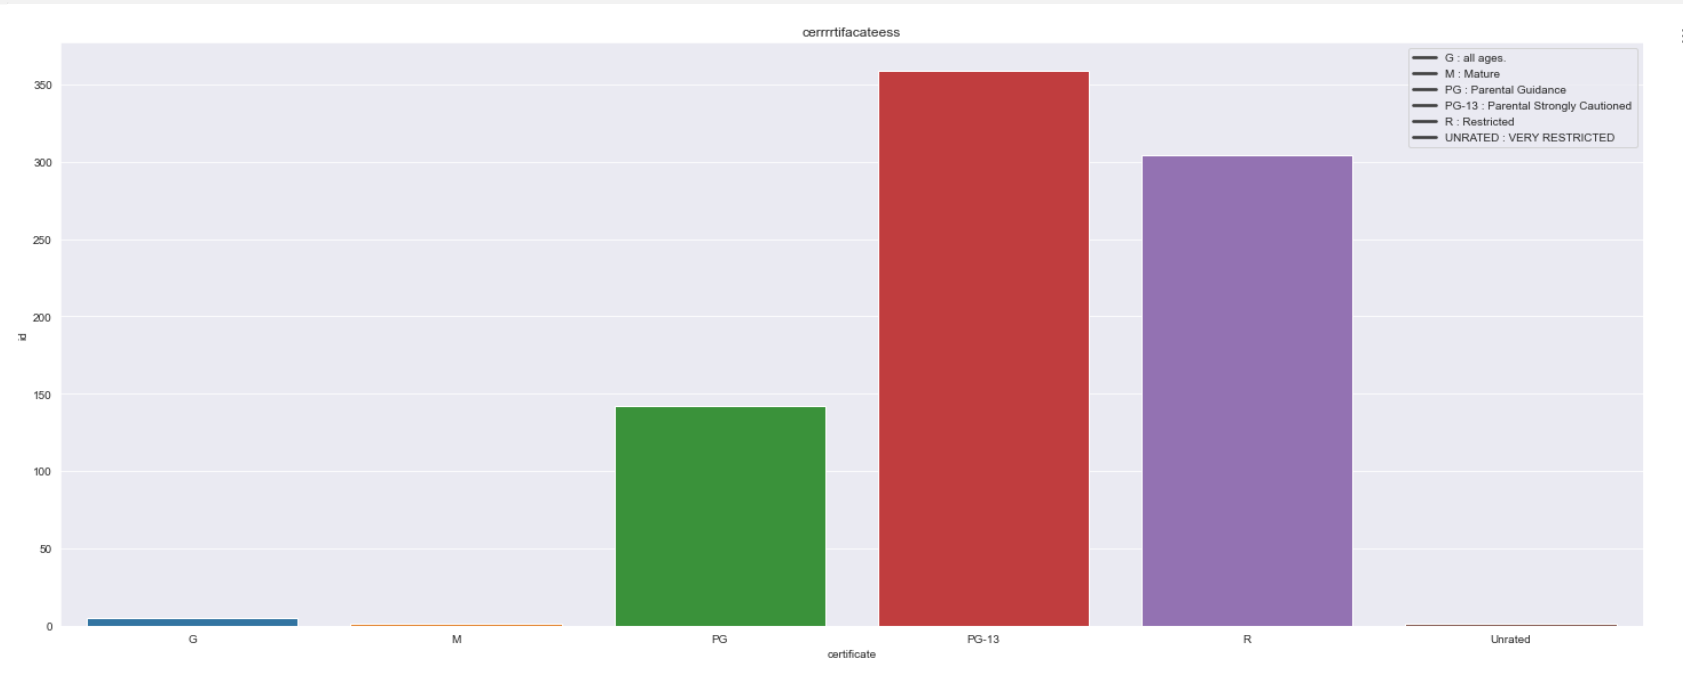 cerrrrtifacateess
G : all ages.
M : Mature
PG : Parental Guidance
PG-13 : Parental Strongly Cautioned
R : Restricted
UNRATED : VERY RESTRICTED
350
300
250
200
150
100
50
0
id
G M PG PG-13 R Unrated
certificate